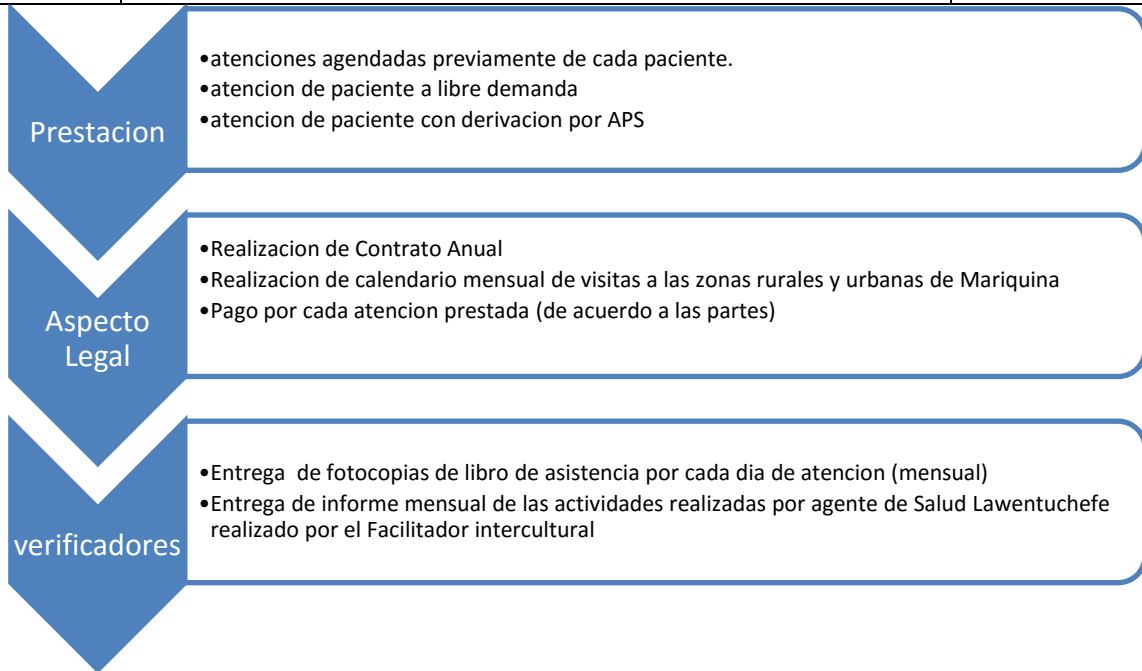 Prestacion
•atenciones agendadas previamente de cada paciente.
•atencion de paciente a libre demanda
•atencion de paciente con derivacion por APS
Aspecto
Legal
•Realizacion de Contrato Anual
•Realizacion de calendario mensual de visitas a las zonas rurales y urbanas de Mariquina
•Pago por cada atencion prestada (de acuerdo a las partes)
verificadores
•Entrega  de fotocopias de libro de asistencia por cada dia de atencion (mensual)
•Entrega de informe mensual de las actividades realizadas por agente de Salud Lawentuchefe
realizado por el Facilitador intercultural